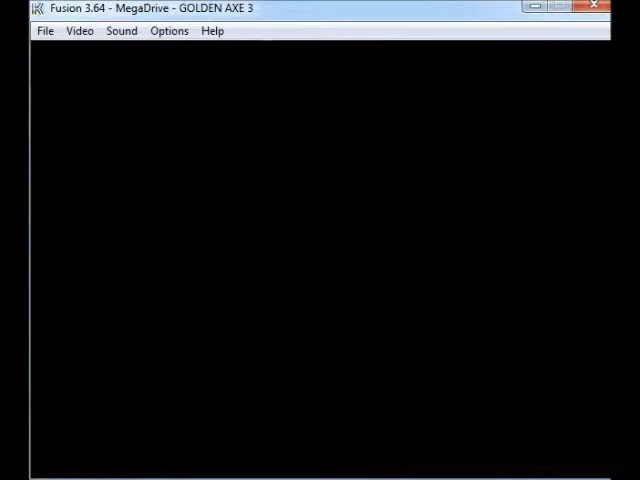 Fusion 3.64 - MegaDrive - GOLDEN AXE 3
File Video Sound Options Help